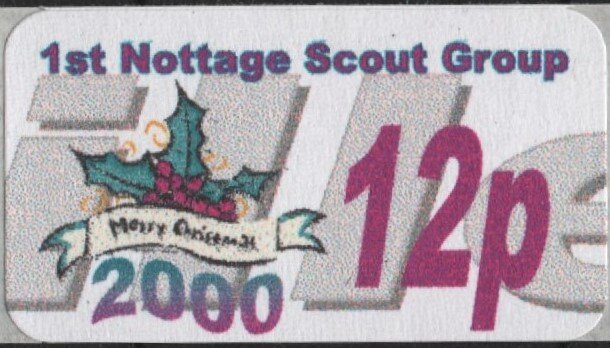 1st Nottage Scout Group
12p
Merry Christmas
2000